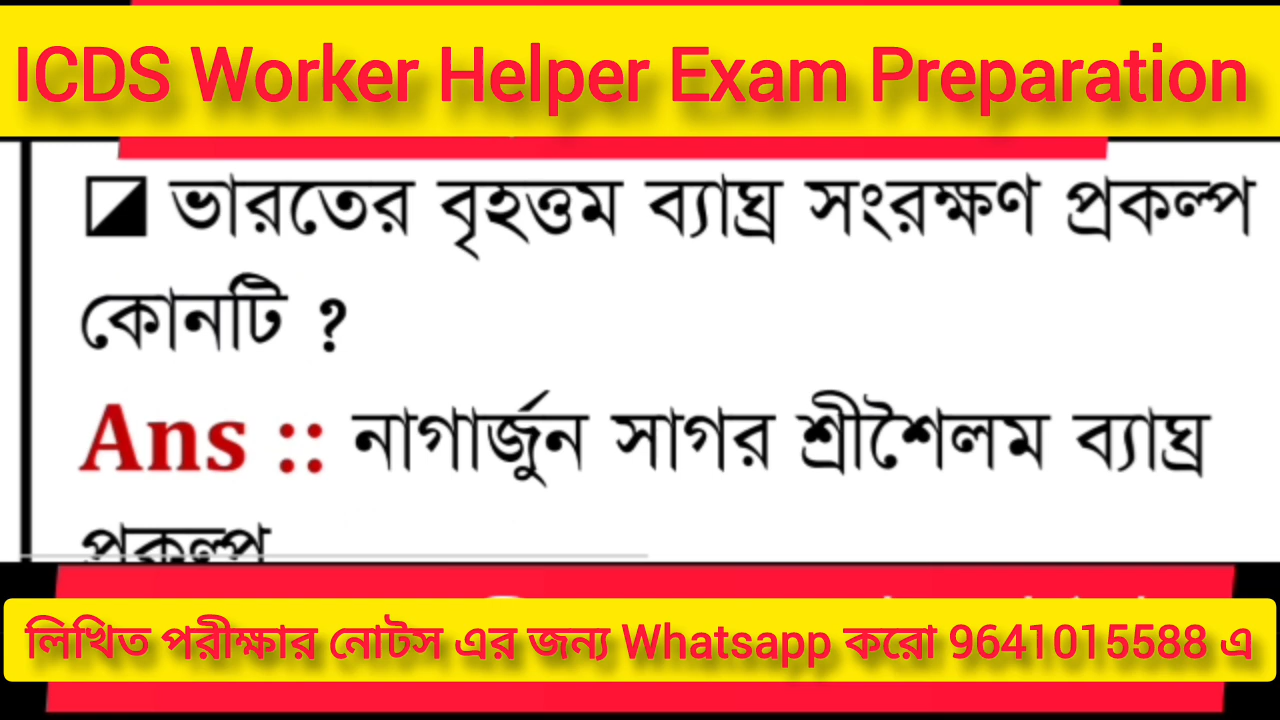 ICDS Worker Helper Exam Preparation
ভারতের বৃহত্তম ব্যাঘ্র সংরক্ষণ প্রকল্প
কোনটি ?
Ans :: নাগার্জুন সাগর শ্রীশৈলম ব্যাঘ্র
প্রকল্প
লিখিত পরীক্ষার নোটস এর জন্য Whatsapp করো 9641015588 এ